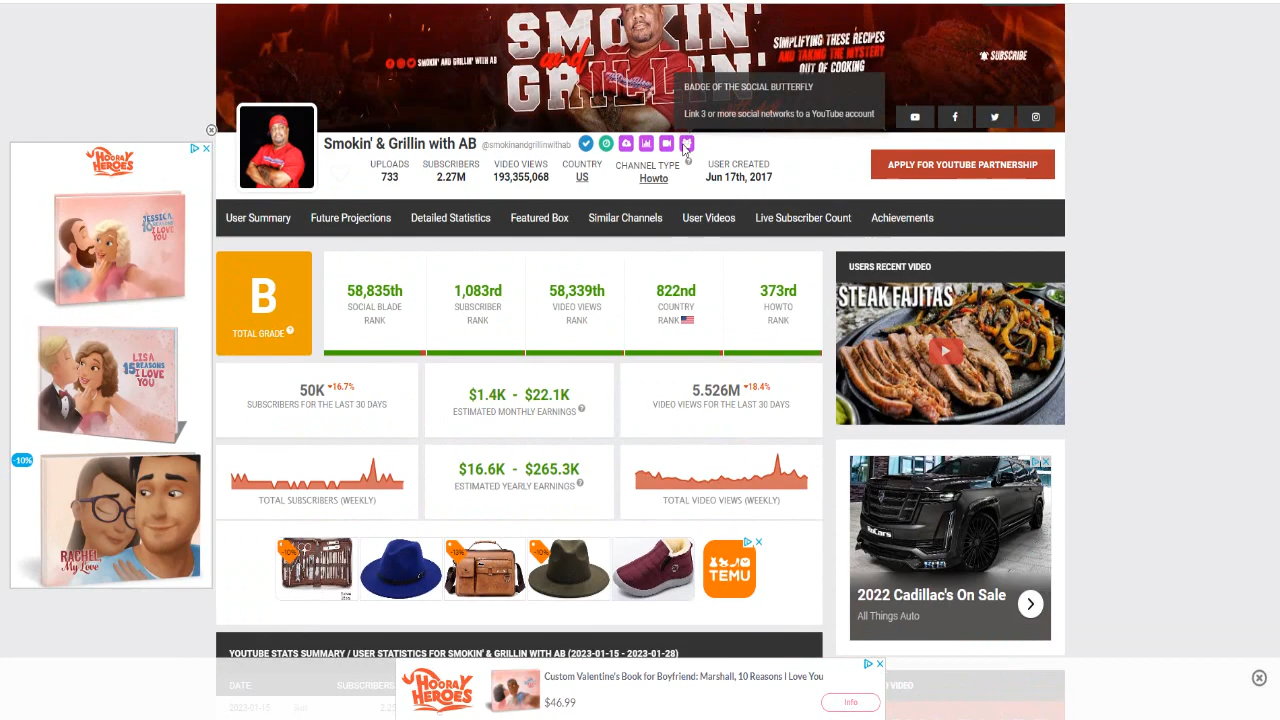 SMOKIN'
and
GRILLIN'
SMOKIN' AND GRILLIN' WITH AB
SIMPLIFYING THESE RECIPES
AND TAKING THE MYSTERY
OUT OF COOKING
SUBSCRIBE
BADGE OF THE SOCIAL BUTTERFLY
Link 3 or more social networks to a YouTube account
Smokin' & Grillin with AB @smokinandgrillinwithab
UPLOADS
733
SUBSCRIBERS
2.27M
VIDEO VIEWS
193,355,068
COUNTRY
US
CHANNEL TYPE
Howto
USER CREATED
Jun 17th, 2017
APPLY FOR YOUTUBE PARTNERSHIP
User Summary Future Projections Detailed Statistics Featured Box Similar Channels User Videos Live Subscriber Count Achievements
HOORAY
HEROES
JESSICA,
10 REASONS
I LOVE
YOU
LISA
15 REASONS
I LOVE YOU
-10%
RACHEL,
My Love
B
TOTAL GRADE
58,835th
SOCIAL BLADE
RANK
1,083rd
SUBSCRIBER
RANK
58,339th
VIDEO VIEWS
RANK
822nd
COUNTRY
RANK
373rd
HOWTO
RANK
50K -16.7%
SUBSCRIBERS FOR THE LAST 30 DAYS
$1.4K - $22.1K
ESTIMATED MONTHLY EARNINGS
5.526M -18.4%
VIDEO VIEWS FOR THE LAST 30 DAYS
TOTAL SUBSCRIBERS (WEEKLY)
$16.6K - $265.3K
ESTIMATED YEARLY EARNINGS
TOTAL VIDEO VIEWS (WEEKLY)
USERS RECENT VIDEO
STEAK FAJITAS
-10%
-13%
-10%
TEMU
2022 Cadillac's On Sale
All Things Auto
YOUTUBE STATS SUMMARY / USER STATISTICS FOR SMOKIN' & GRILLIN WITH AB (2023-01-15 - 2023-01-28)
DATE
SUBSCRIBERS
VIDEO
2023-01-15 Sun
HOORAY
HEROES
Custom Valentine's Book for Boyfriend: Marshall, 10 Reasons I Love You
$46.99
Info